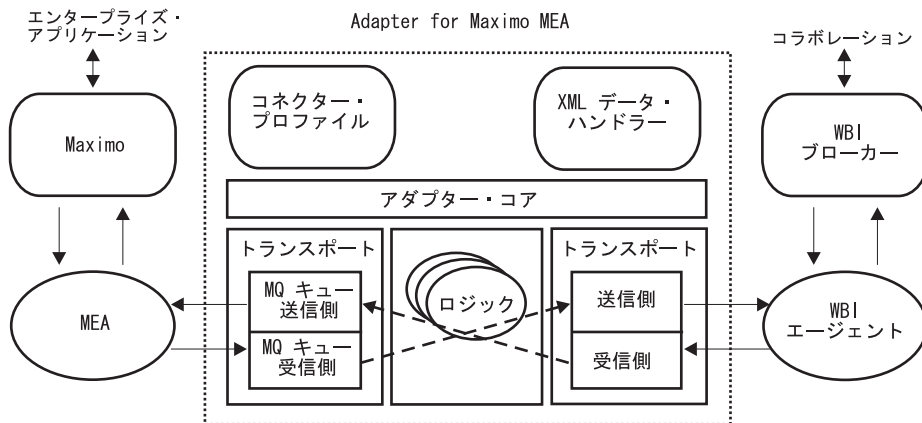 Adapter for Maximo MEA
エンタープライズ・
アプリケーション
コラボレーション
コネクター・
プロファイル
XML データ・
ハンドラー
Maximo
WBI
ブローカー
アダプター・コア
トランスポート
トランスポート
MQ キュー
送信側
MQ キュー
受信側
ロジック
送信側
受信側
MEA
WBI
エージェント